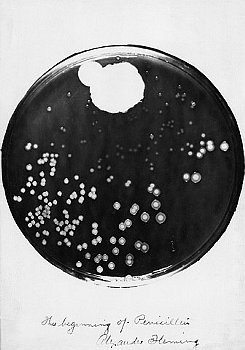 The beginning of Penicillin
Alexander Fleming